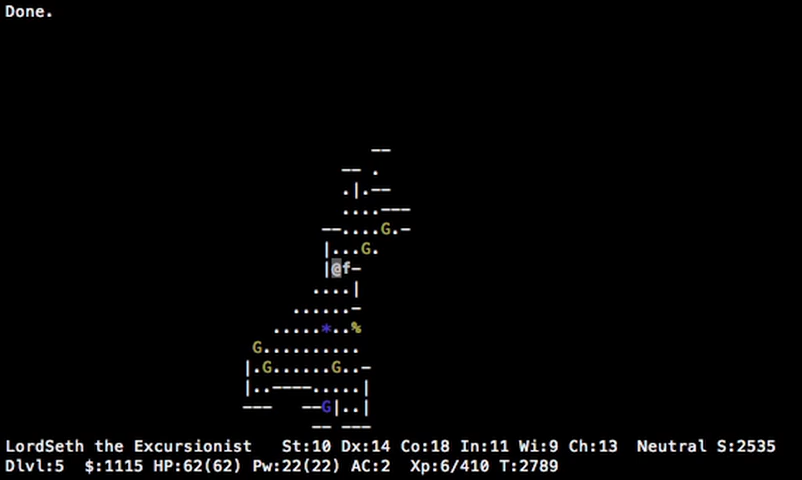 Done.
--
-- .
.|.--
....---
--....G.-
|...G.
|@f-
....|
......-
.....*..%
G..........
|.G......G..-
|..----.....|
---   --G|..|
-- ---
LordSeth the Excursionist   St:10 Dx:14 Co:18 In:11 Wi:9 Ch:13  Neutral S:2535
Dlvl:5  $:1115 HP:62(62) Pw:22(22) AC:2  Xp:6/410 T:2789